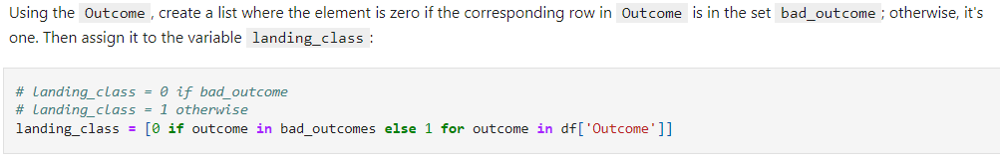 Using the Outcome , create a list where the element is zero if the corresponding row in Outcome is in the set bad_outcome ; otherwise, it's
one. Then assign it to the variable landing_class :
# landing_class = 0 if bad_outcome
# landing_class = 1 otherwise
landing_class = [0 if outcome in bad_outcomes else 1 for outcome in df['Outcome']]